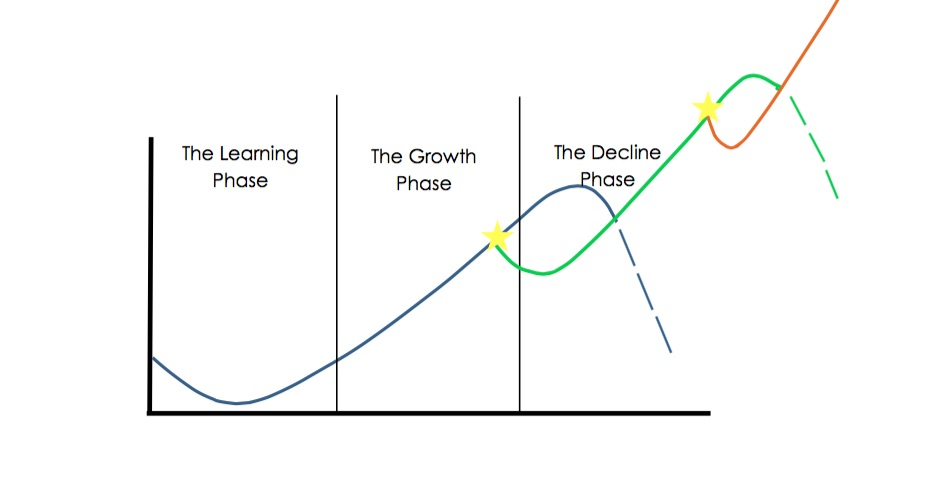 The Learning
Phase
The Growth
Phase
The Decline
Phase